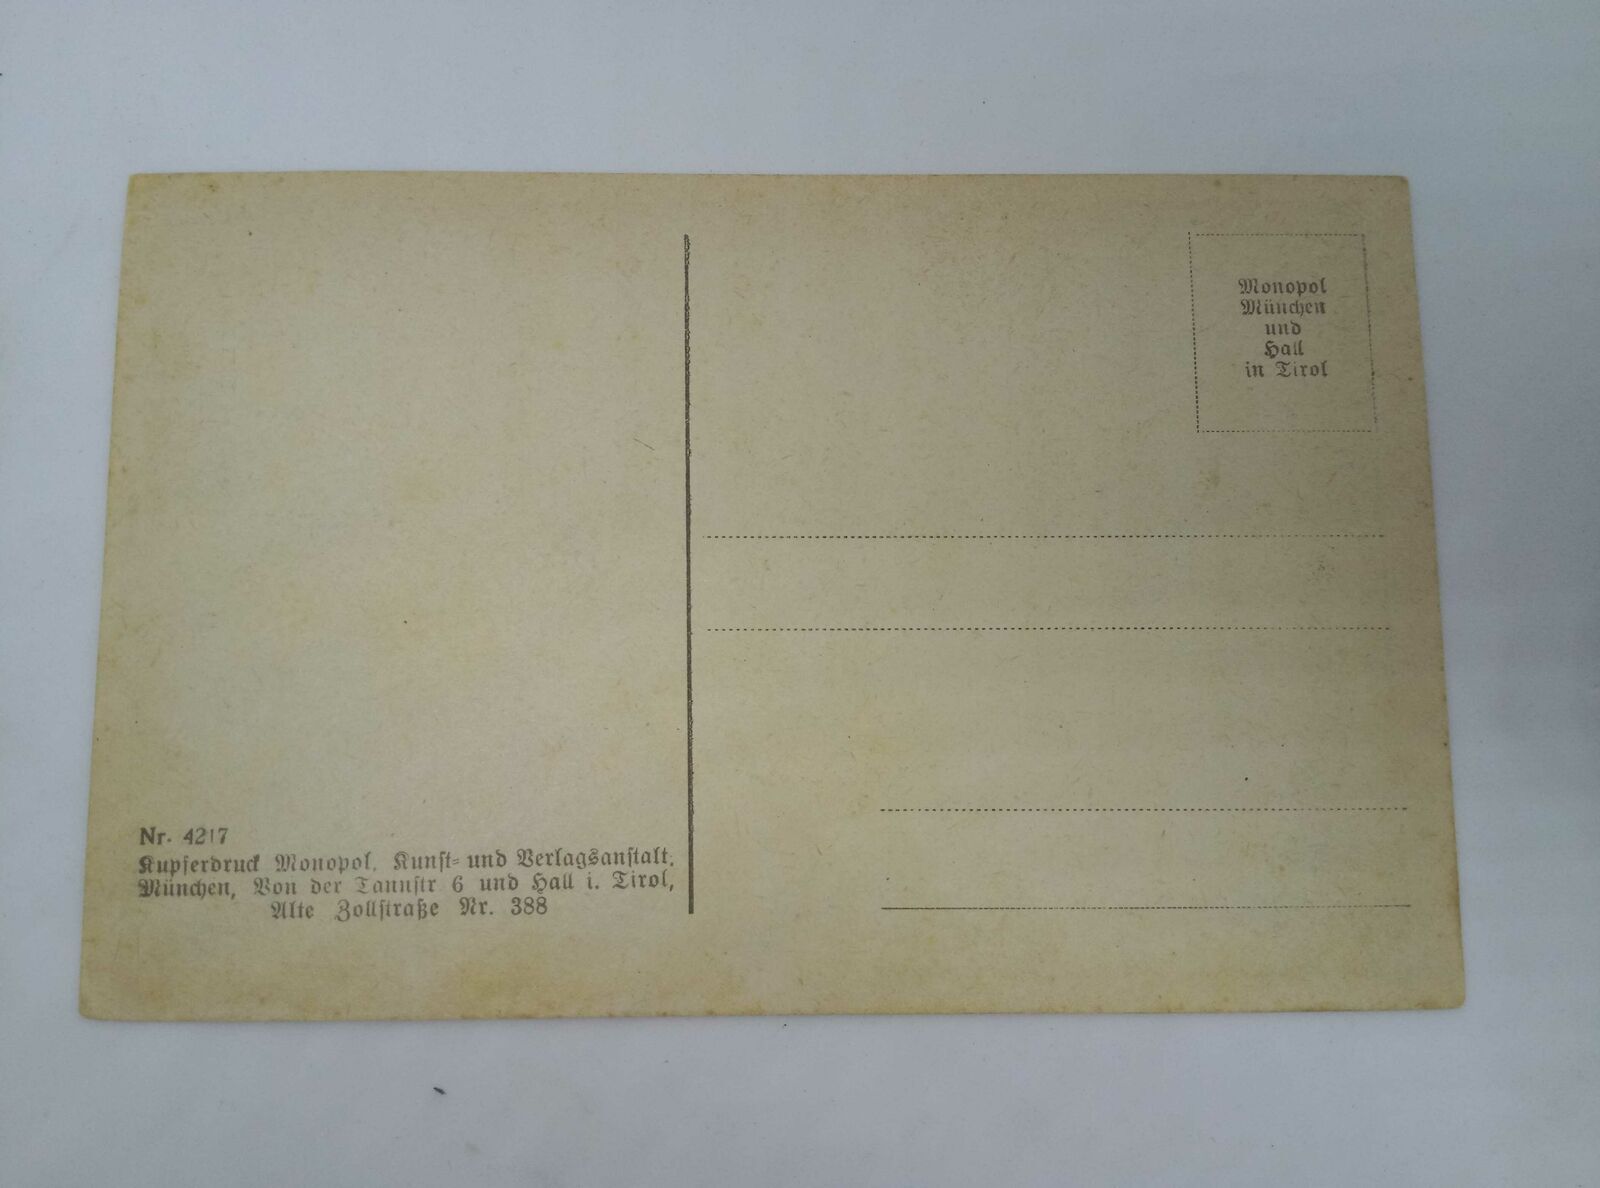 Monopol
München
und
Hall
in Tirol
Nr. 4217
Kupferdruck Monopol, Kunst- und Verlagsanstalt,
München, Von der Tannstr 6 und Hall i. Tirol,
Alte Zollstraße Nr. 388